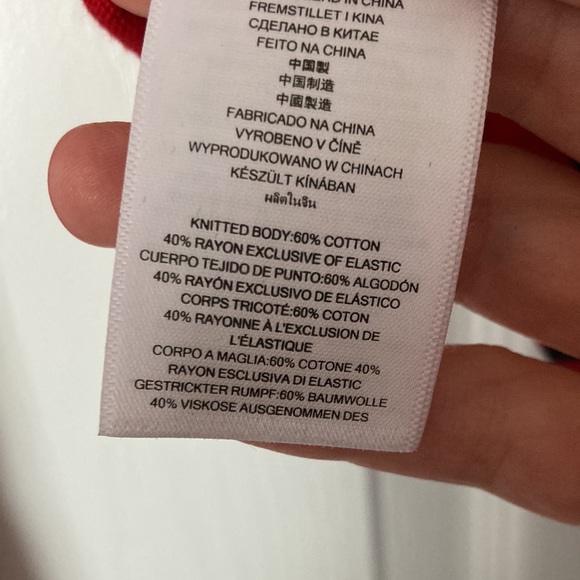 IN CHINA
FREMSTILLET I KINA
СДЕЛАНО В КИТАЕ
FEITO NA CHINA
中国製
中国制造
中國製造
FABRICADO NA CHINA
VYROBENO V ČÍNĚ
WYPRODUKOWANO W CHINACH
KÉSZÜLT KÍNÁBAN
ผลิตในจีน
KNITTED BODY:60% COTTON
40% RAYON EXCLUSIVE OF ELASTIC
CUERPO TEJIDO DE PUNTO:60% ALGODÓN
40% RAYÓN EXCLUSIVO DE ELÁSTICO
CORPS TRICOTÉ:60% COTON
40% RAYONNE À L'EXCLUSION DE
L'ÉLASTIQUE
CORPO A MAGLIA:60% COTONE 40%
RAYON ESCLUSIVA DI ELASTIC
GESTRICKTER RUMPF:60% BAUMWOLLE
40% VISKOSE AUSGENOMMEN DES